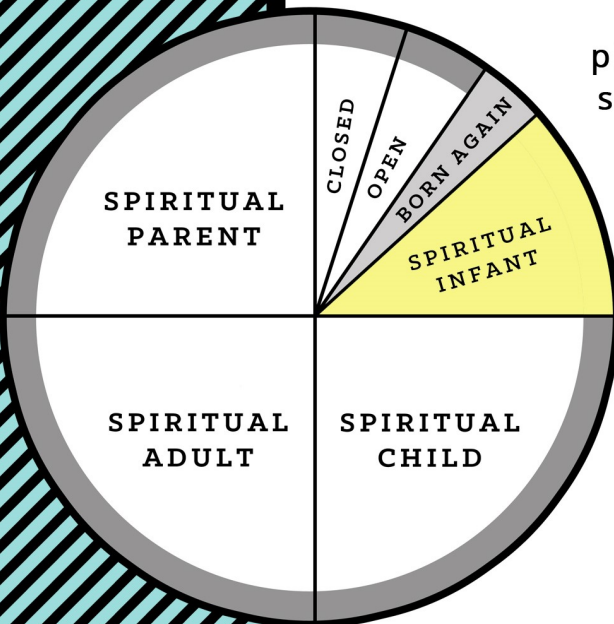 p
s
CLOSED
OPEN
BORN AGAIN
SPIRITUAL
INFANT
SPIRITUAL
CHILD
SPIRITUAL
ADULT
SPIRITUAL
PARENT